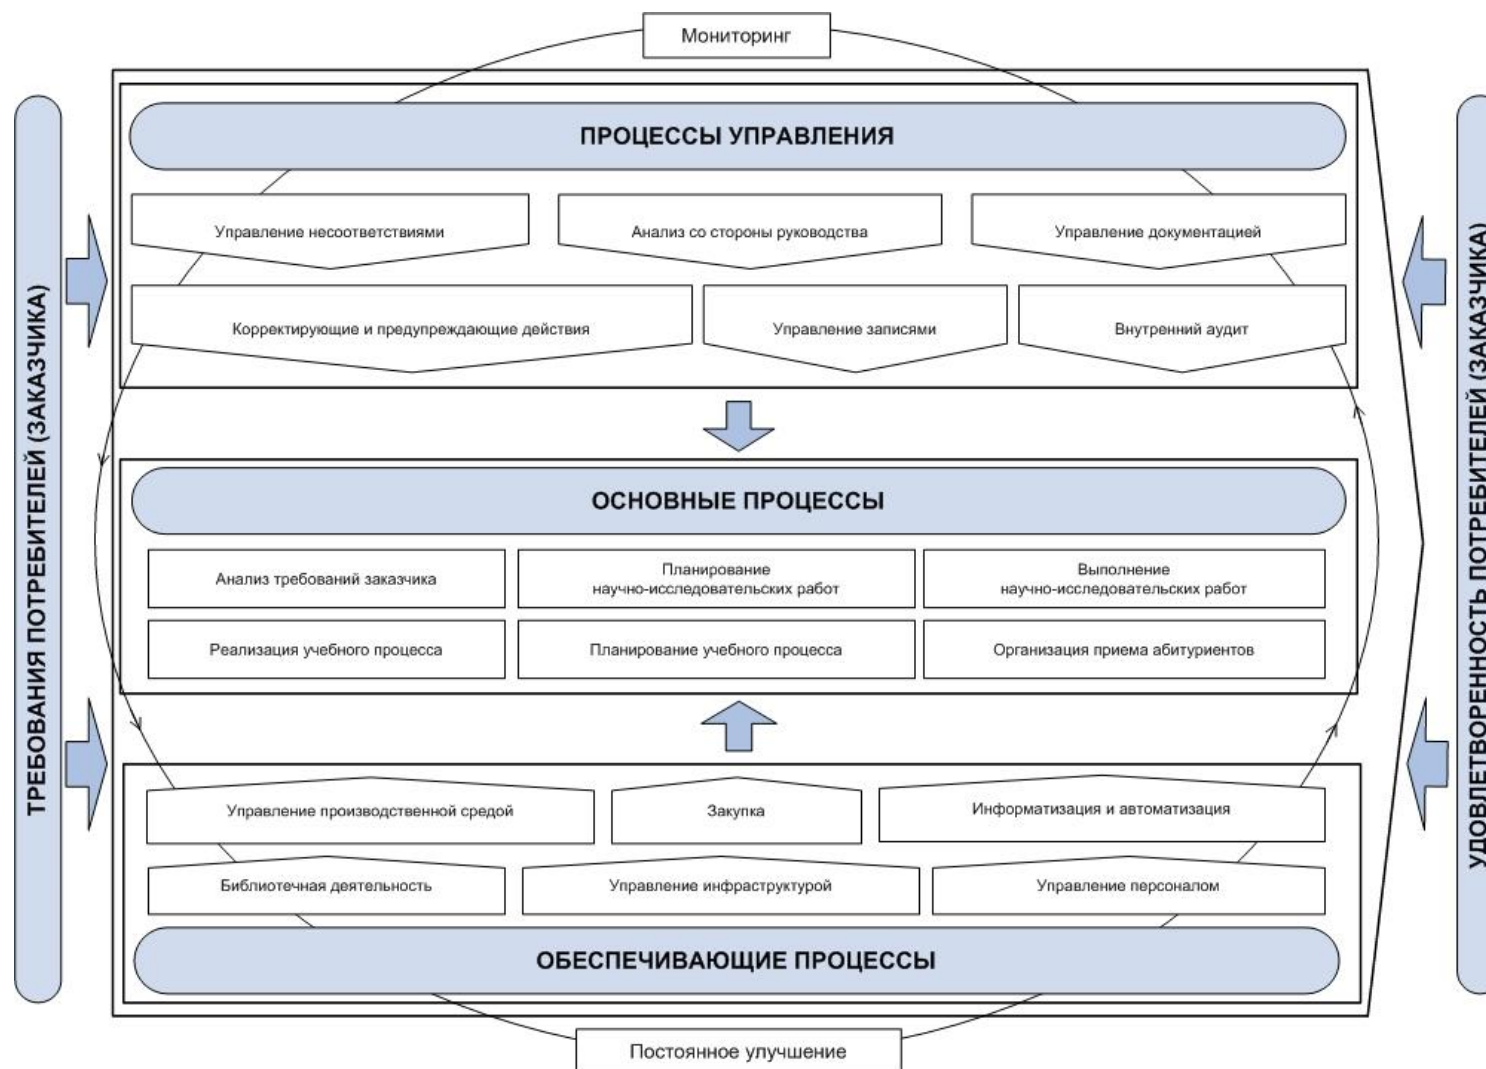 Мониторинг
ПРОЦЕССЫ УПРАВЛЕНИЯ
Управление несоответствиями
Анализ со стороны руководства
Управление документацией
Корректирующие и предупреждающие действия
Управление записями
Внутренний аудит
ТРЕБОВАНИЯ ПОТРЕБИТЕЛЕЙ (ЗАКАЗЧИКА)
УДОВЛЕТВОРЕННОСТЬ ПОТРЕБИТЕЛЕЙ (ЗАКАЗЧИКА)
ОСНОВНЫЕ ПРОЦЕССЫ
Анализ требований заказчика
Планирование
научно-исследовательских работ
Выполнение
научно-исследовательских работ
Реализация учебного процесса
Планирование учебного процесса
Организация приема абитуриентов
Управление производственной средой
Закупка
Информатизация и автоматизация
Библиотечная деятельность
Управление инфраструктурой
Управление персоналом
ОБЕСПЕЧИВАЮЩИЕ ПРОЦЕССЫ
Постоянное улучшение